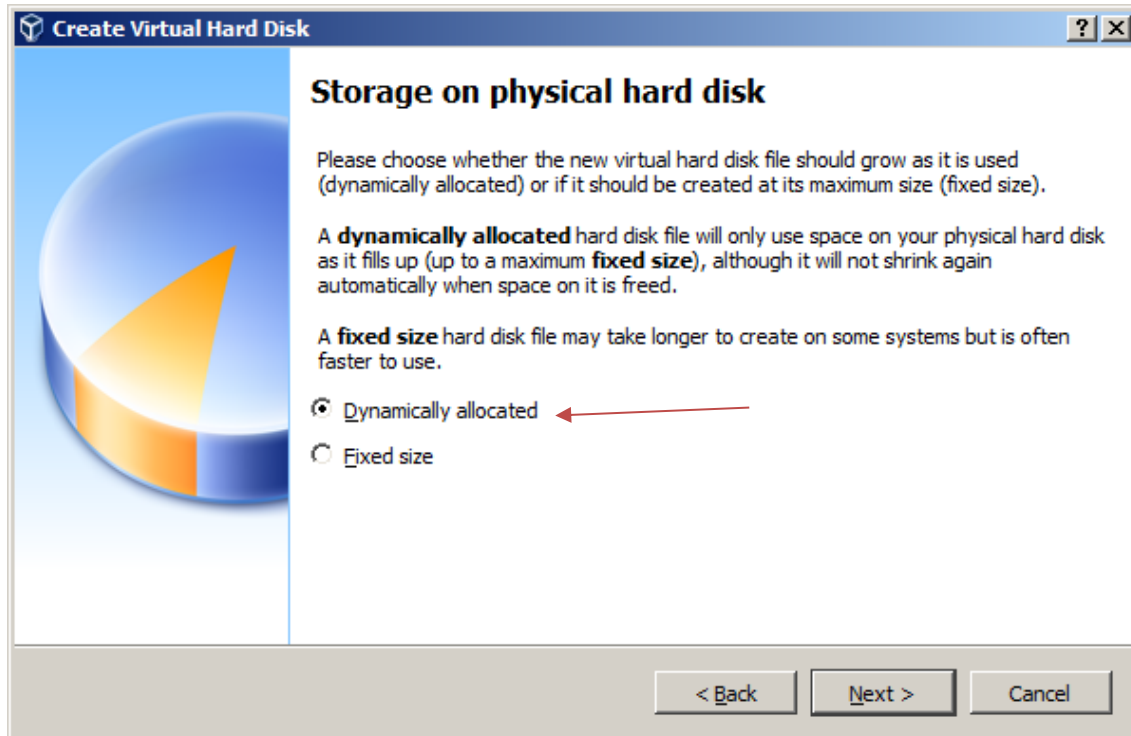 Create Virtual Hard Disk
Storage on physical hard disk
Please choose whether the new virtual hard disk file should grow as it is used
(dynamically allocated) or if it should be created at its maximum size (fixed size).
A dynamically allocated hard disk file will only use space on your physical hard disk
as it fills up (up to a maximum fixed size), although it will not shrink again
automatically when space on it is freed.
A fixed size hard disk file may take longer to create on some systems but is often
faster to use.
Dynamically allocated
Fixed size
< Back Next > Cancel